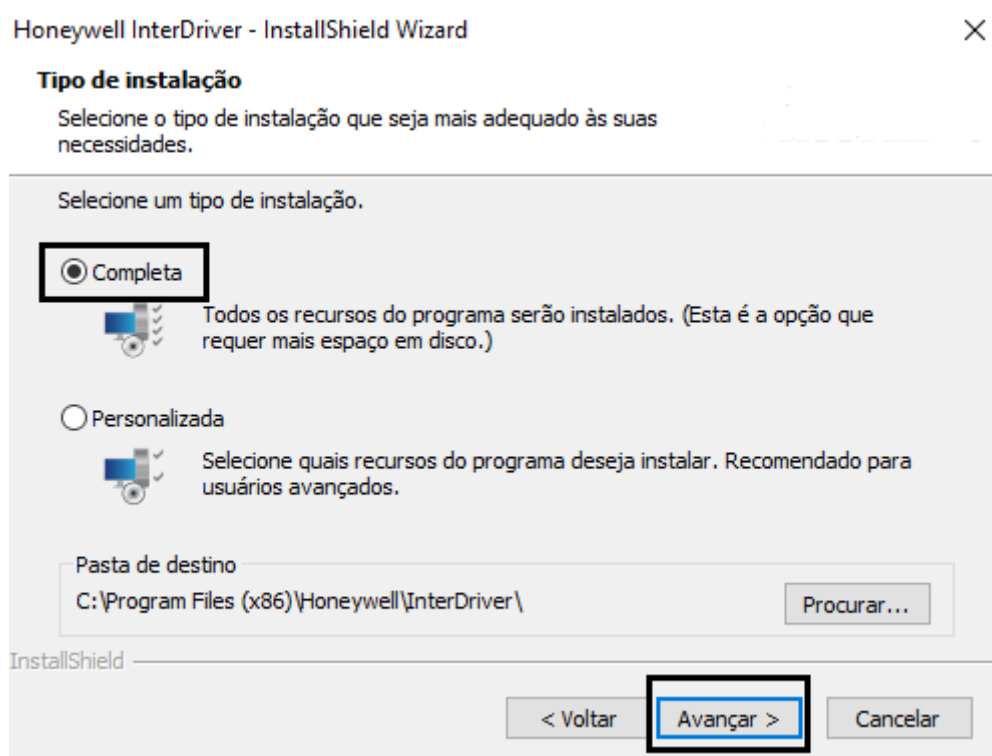 Honeywell InterDriver - InstallShield Wizard
Tipo de instalação
Selecione o tipo de instalação que seja mais adequado às suas
necessidades.
Selecione um tipo de instalação.
Completa
Todos os recursos do programa serão instalados. (Esta é a opção que
requer mais espaço em disco.)
Personalizada
Selecione quais recursos do programa deseja instalar. Recomendado para
usuários avançados.
Pasta de destino
C:\Program Files (x86)\Honeywell\InterDriver\
Procurar...
InstallShield
< Voltar
Avançar >
Cancelar